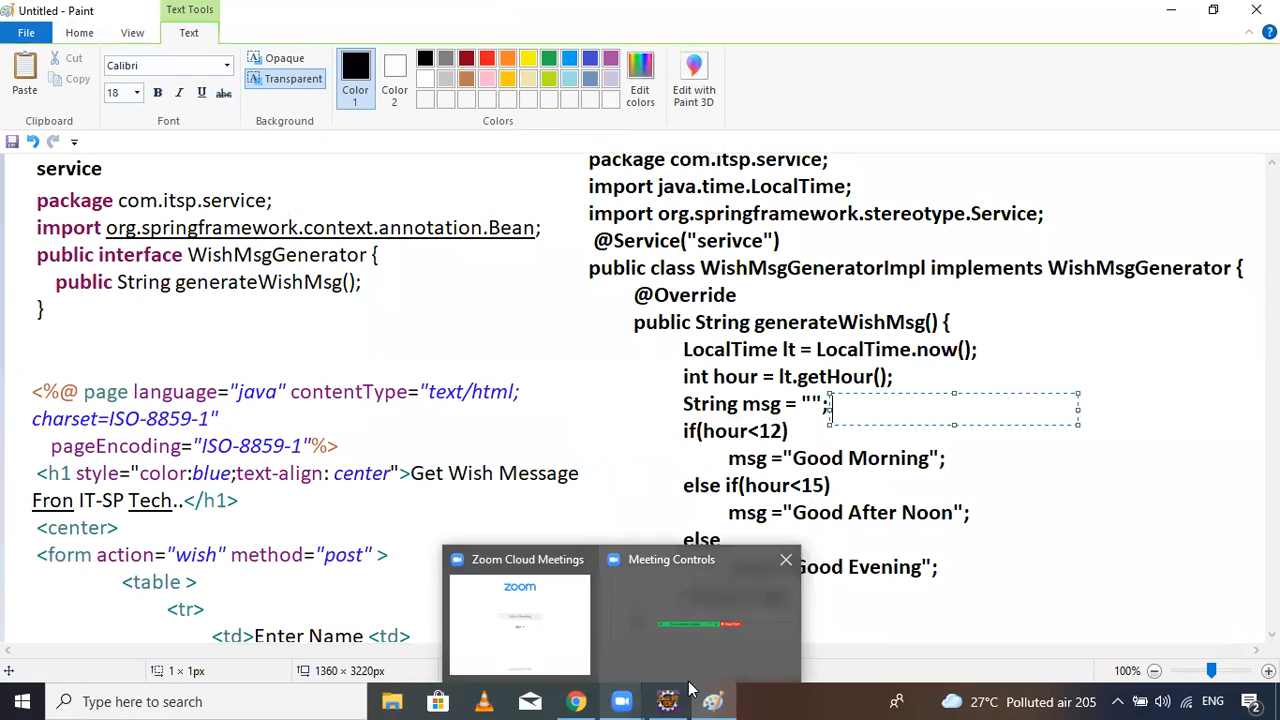 Untitled - Paint
Text Tools
File
Home
View
Text
Paste
Cut
Copy
Clipboard
Calibri
18
B I U abc
Font
Opaque
Transparent
Background
Color 1
Color 2
Colors
Edit colors
Edit with Paint 3D
service
package com.itsp.service;
import org.springframework.context.annotation.Bean;
public interface WishMsgGenerator {
public String generateWishMsg();
}
<%@ page language="java" contentType="text/html;
charset=ISO-8859-1"
pageEncoding="ISO-8859-1"%>
<h1 style="color:blue;text-align: center">Get Wish Message
Fron IT-SP Tech..</h1>
<center>
<form action="wish" method="post" >
<table >
<tr>
<td>Enter Name <td>
package com.itsp.service;
import java.time.LocalTime;
import org.springframework.stereotype.Service;
@Service("serivce")
public class WishMsgGeneratorImpl implements WishMsgGenerator {
@Override
public String generateWishMsg() {
LocalTime lt = LocalTime.now();
int hour = lt.getHour();
String msg = "";
if(hour<12)
msg ="Good Morning";
else if(hour<15)
msg ="Good After Noon";
else
Good Evening";
Zoom Cloud Meetings
Meeting Controls
zoom
1 × 1px
1360 × 3220px
100%
Type here to search
27°C Polluted air 205
ENG
2